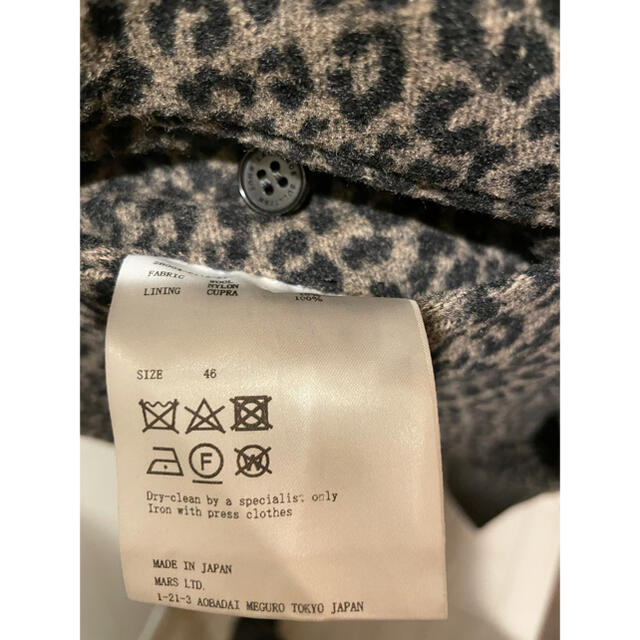 FABRIC WOOL
NYLON
LINING CUPRA 100%
SIZE 46
F
W
Dry-clean by a specialist only
Iron with press clothes
MADE IN JAPAN
MARS LTD.
1-21-3 AOBADAI MEGURO TOKYO JAPAN